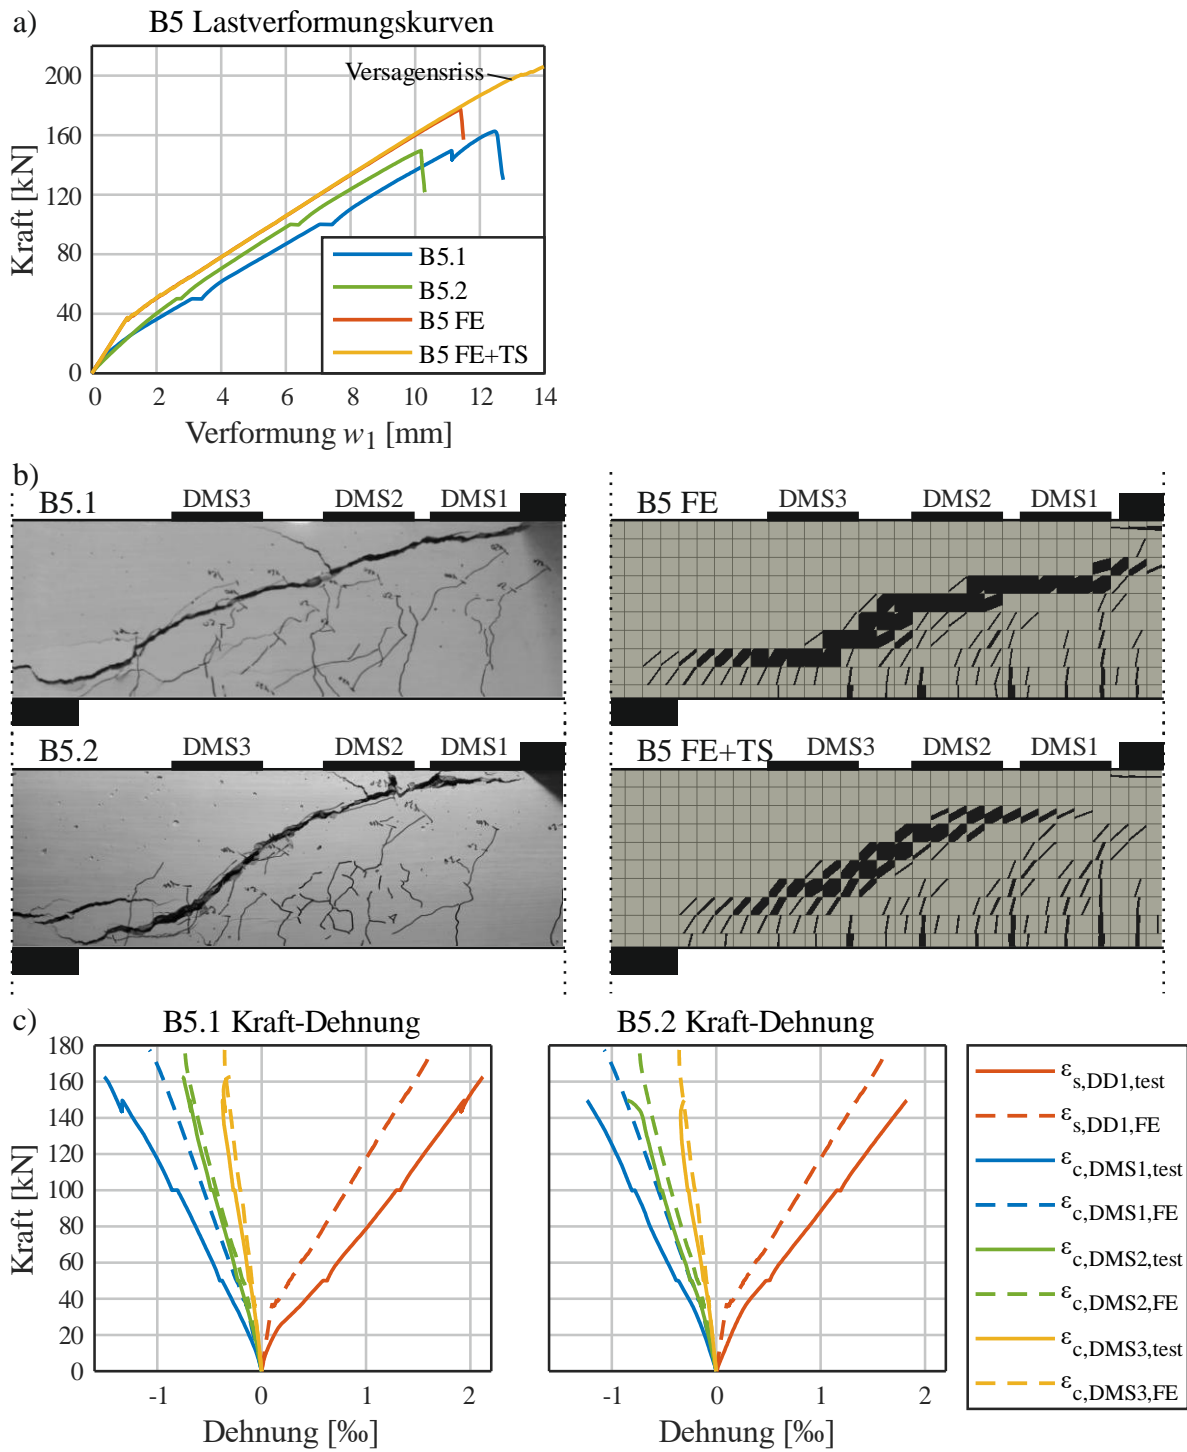 a)
B5 Lastverformungskurven
Kraft [kN]
200
160
120
80
40
0
Versagensriss
B5.1
B5.2
B5 FE
B5 FE+TS
0 2 4 6 8 10 12 14
Verformung w1 [mm]
b)
B5.1 DMS3 DMS2 DMS1
B5 FE DMS3 DMS2 DMS1
B5.2 DMS3 DMS2 DMS1
B5 FE+TS DMS3 DMS2 DMS1
c)
B5.1 Kraft-Dehnung
Kraft [kN]
180
160
140
120
100
80
60
40
20
0
-1 0 1 2
Dehnung [‰]
B5.2 Kraft-Dehnung
-1 0 1 2
Dehnung [‰]
εs,DD1,test
εs,DD1,FE
εc,DMS1,test
εc,DMS1,FE
εc,DMS2,test
εc,DMS2,FE
εc,DMS3,test
εc,DMS3,FE